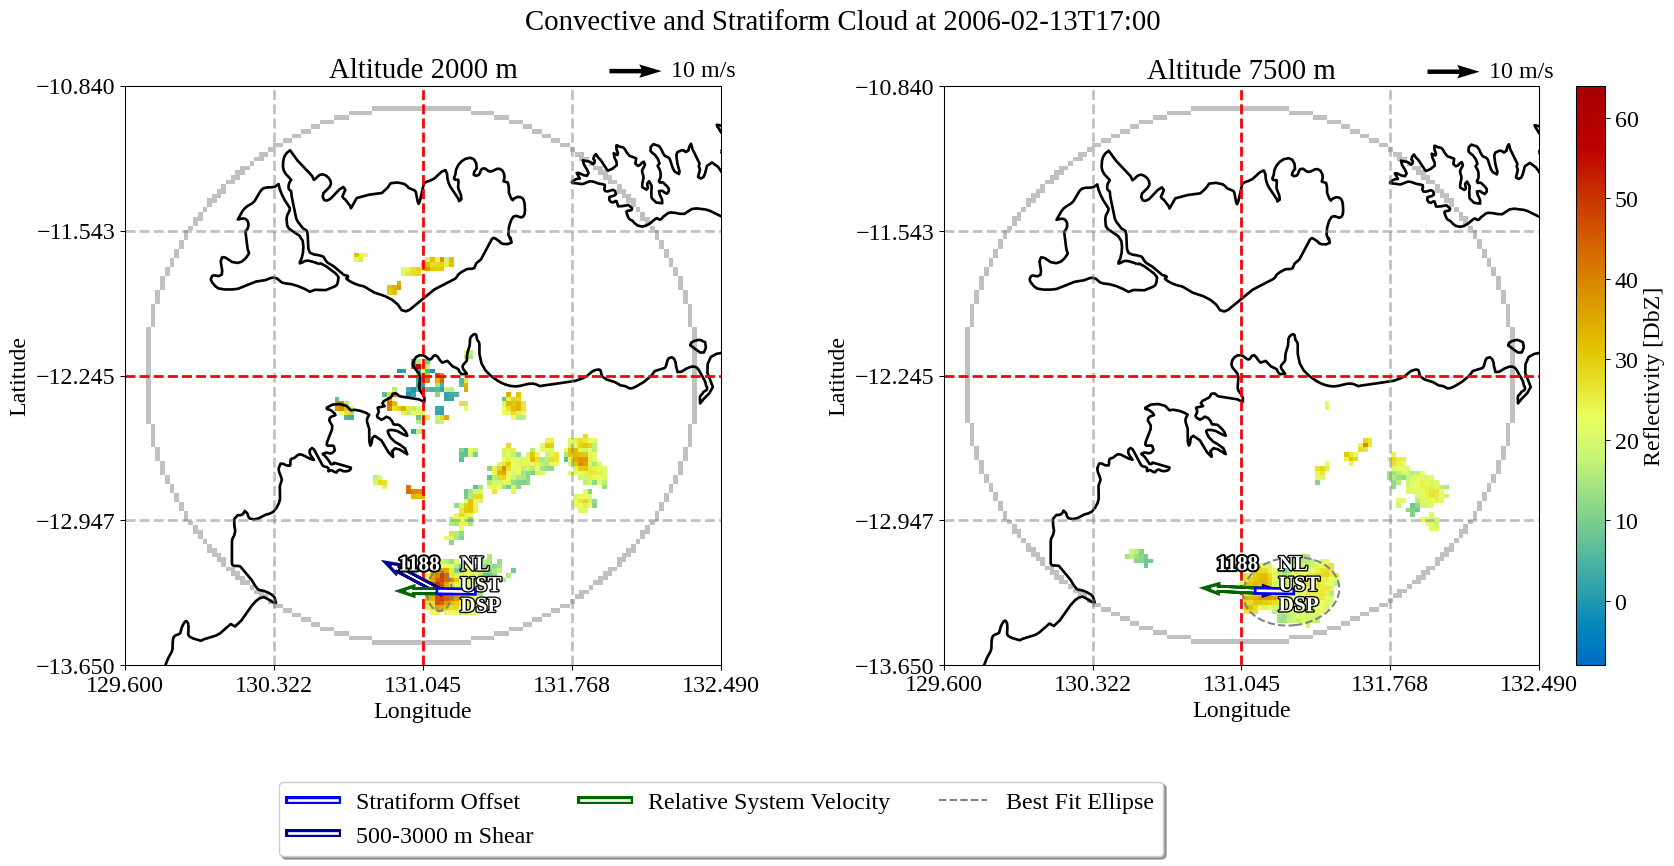 Convective and Stratiform Cloud at 2006-02-13T17:00
Altitude 2000 m
10 m/s
−10.840
−11.543
−12.245
−12.947
−13.650
Latitude
1188
NL
UST
DSP
129.600
130.322
131.045
131.768
132.490
Longitude
Altitude 7500 m
10 m/s
−10.840
−11.543
−12.245
−12.947
−13.650
Latitude
1188
NL
UST
DSP
129.600
130.322
131.045
131.768
132.490
Longitude
60
50
40
30
20
10
0
Reflectivity [DbZ]
Stratiform Offset
500-3000 m Shear
Relative System Velocity
Best Fit Ellipse